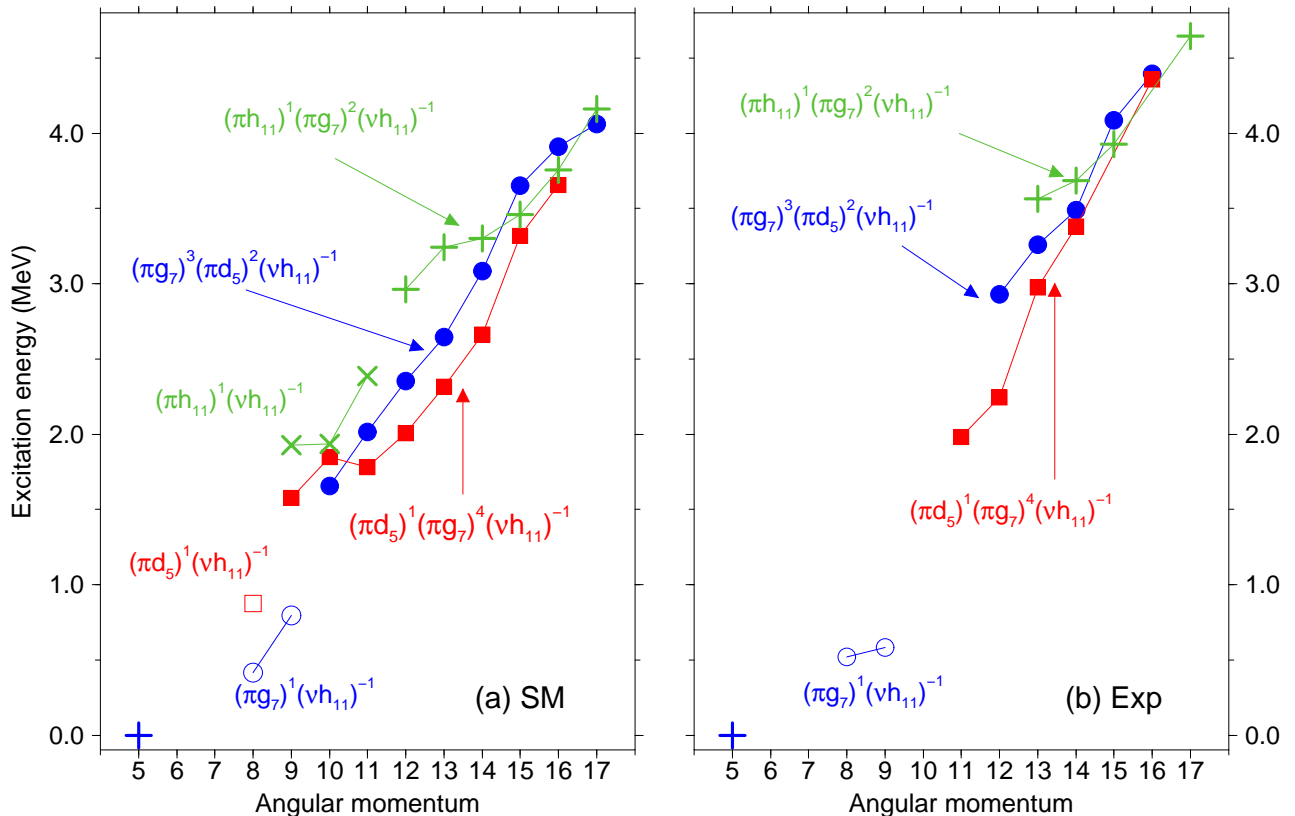 Excitation energy (MeV)
4.0
3.0
2.0
1.0
0.0
(πh₁₁)¹(πg₇)²(νh₁₁)⁻¹
(πg₇)³(πd₅)²(νh₁₁)⁻¹
(πh₁₁)¹(νh₁₁)⁻¹
(πd₅)¹(πg₇)⁴(νh₁₁)⁻¹
(πd₅)¹(νh₁₁)⁻¹
(πg₇)¹(νh₁₁)⁻¹
(a) SM
5 6 7 8 9 10 11 12 13 14 15 16 17
Angular momentum
(πh₁₁)¹(πg₇)²(νh₁₁)⁻¹
(πg₇)³(πd₅)²(νh₁₁)⁻¹
(πd₅)¹(πg₇)⁴(νh₁₁)⁻¹
(πg₇)¹(νh₁₁)⁻¹
(b) Exp
4.0
3.0
2.0
1.0
0.0
5 6 7 8 9 10 11 12 13 14 15 16 17
Angular momentum